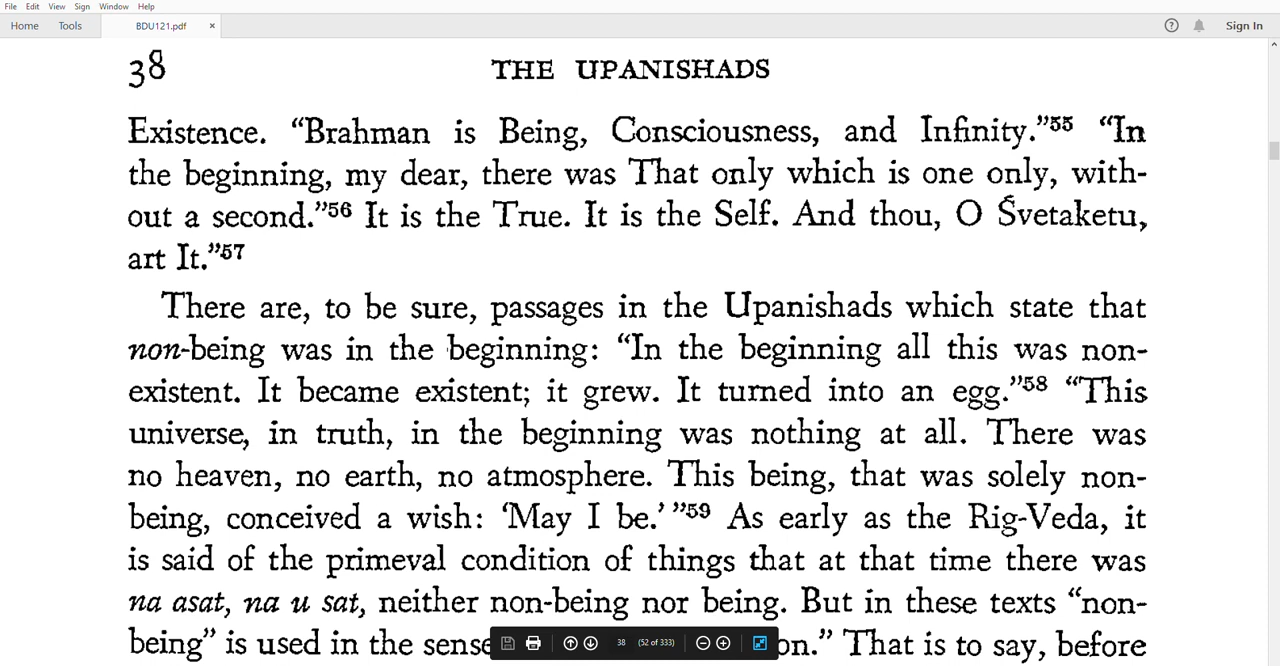 File Edit View Sign Window Help
Home Tools BDU121.pdf × Sign In
38 THE UPANISHADS
Existence. “Brahman is Being, Consciousness, and Infinity.”55 “In
the beginning, my dear, there was That only which is one only, with-
out a second.”56 It is the True. It is the Self. And thou, O Śvetaketu,
art It.”57
There are, to be sure, passages in the Upanishads which state that
non-being was in the beginning: “In the beginning all this was non-
existent. It became existent; it grew. It turned into an egg.”58 “This
universe, in truth, in the beginning was nothing at all. There was
no heaven, no earth, no atmosphere. This being, that was solely non-
being, conceived a wish: ‘May I be.’ ”59 As early as the Rig-Veda, it
is said of the primeval condition of things that at that time there was
na asat, na u sat, neither non-being nor being. But in these texts “non-
being” is used in the sense on.” That is to say, before
38 (52 of 333)